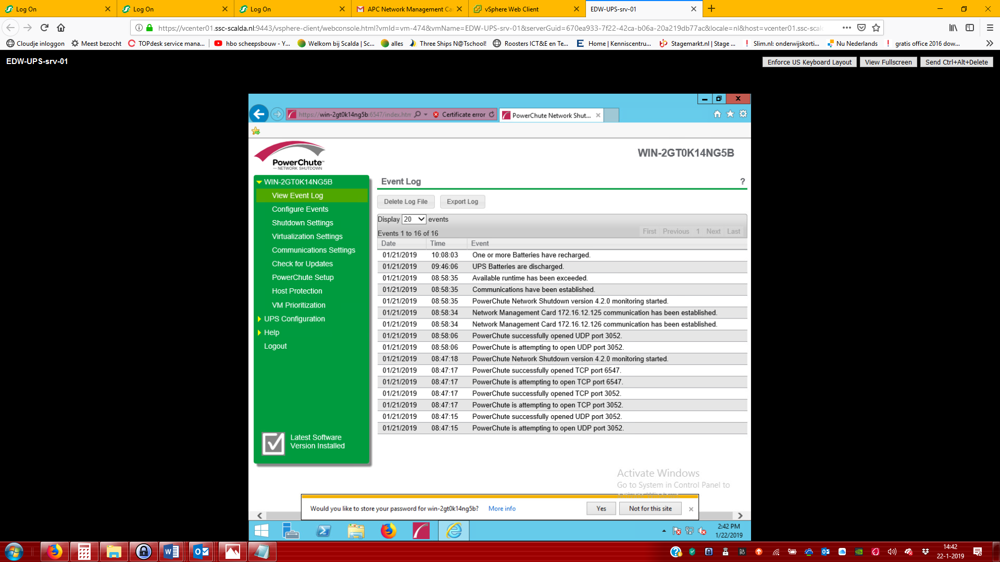 Log On
Log On
Log On
APC Network Management Ca
vSphere Web Client
EDW-UPS-srv-01
https://vcenter01.ssc-scalda.nl:9443/vsphere-client/webconsole.html?vmId=vm-474&vmName=EDW-UPS-srv-01&serverGuid=670ea933-7f22-42ca-b06a-20a219db77ac&locale=nl&host=vcenter01.ssc-scalc
Cloudje inloggon
Meest bezocht
TOPdesk service mana...
hbo scheepsbouw - Y...
Welkom bij Scalda | Sc...
alles
Three Ships N@Tschool!
Roosters ICT&E en Te...
Home | Kenniscentru...
Stagemarkt.nl | Stage ...
Slim.nl: onderwijskorti...
Nu Nederlands
gratis office 2016 dow...
EDW-UPS-srv-01
Enforce US Keyboard Layout
View Fullscreen
Send Ctrl+Alt+Delete
https://win-2gt0k14ng5b:6547/index.htm
Certificate error
PowerChute Network Shut...
PowerChute™
NETWORK SHUTDOWN
WIN-2GT0K14NG5B
WIN-2GT0K14NG5B
View Event Log
Configure Events
Shutdown Settings
Virtualization Settings
Communications Settings
Check for Updates
PowerChute Setup
Host Protection
VM Prioritization
UPS Configuration
Help
Logout
Latest Software
Version Installed
Event Log
?
Delete Log File
Export Log
Display 20 events
Events 1 to 16 of 16
First Previous 1 Next Last
Date Time Event
01/21/2019 10:08:03 One or more Batteries have recharged.
01/21/2019 09:46:06 UPS Batteries are discharged.
01/21/2019 08:58:35 Available runtime has been exceeded.
01/21/2019 08:58:35 Communications have been established.
01/21/2019 08:58:35 PowerChute Network Shutdown version 4.2.0 monitoring started.
01/21/2019 08:58:34 Network Management Card 172.16.12.125 communication has been established.
01/21/2019 08:58:34 Network Management Card 172.16.12.126 communication has been established.
01/21/2019 08:58:06 PowerChute successfully opened UDP port 3052.
01/21/2019 08:58:06 PowerChute is attempting to open UDP port 3052.
01/21/2019 08:47:18 PowerChute Network Shutdown version 4.2.0 monitoring started.
01/21/2019 08:47:17 PowerChute successfully opened TCP port 6547.
01/21/2019 08:47:17 PowerChute is attempting to open TCP port 6547.
01/21/2019 08:47:17 PowerChute successfully opened TCP port 3052.
01/21/2019 08:47:17 PowerChute is attempting to open TCP port 3052.
01/21/2019 08:47:15 PowerChute successfully opened UDP port 3052.
01/21/2019 08:47:15 PowerChute is attempting to open UDP port 3052.
Activate Windows
Go to System in Control Panel to
Would you like to store your password for win-2gt0k14ng5b? More info
Yes
Not for this site
2:42 PM
1/22/2019
14:42
22-1-2019